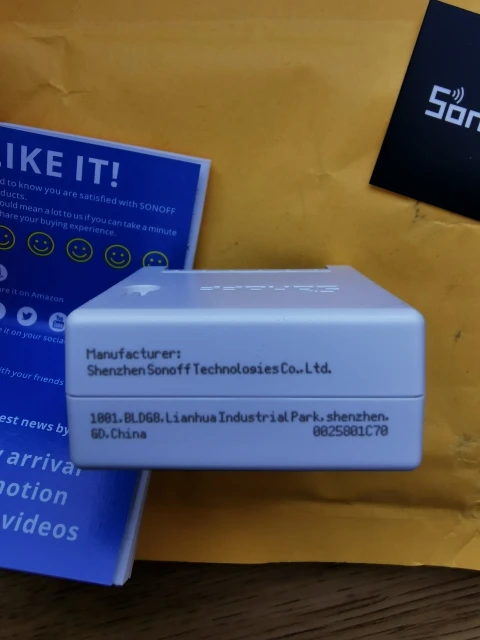 Son
LIKE IT!
d to know you are satisfied with SONOFF
ducts.
ould mean a lot to us if you can take a minute
hare your buying experience.
re it on Amazon
e it on your social
with your friends
est news by
arrival
motion
videos
Manufacturer:
Shenzhen Sonoff Technologies Co.,Ltd.
1001,BLDG8,Lianhua Industrial Park,shenzhen,
GD,China
0025801C70